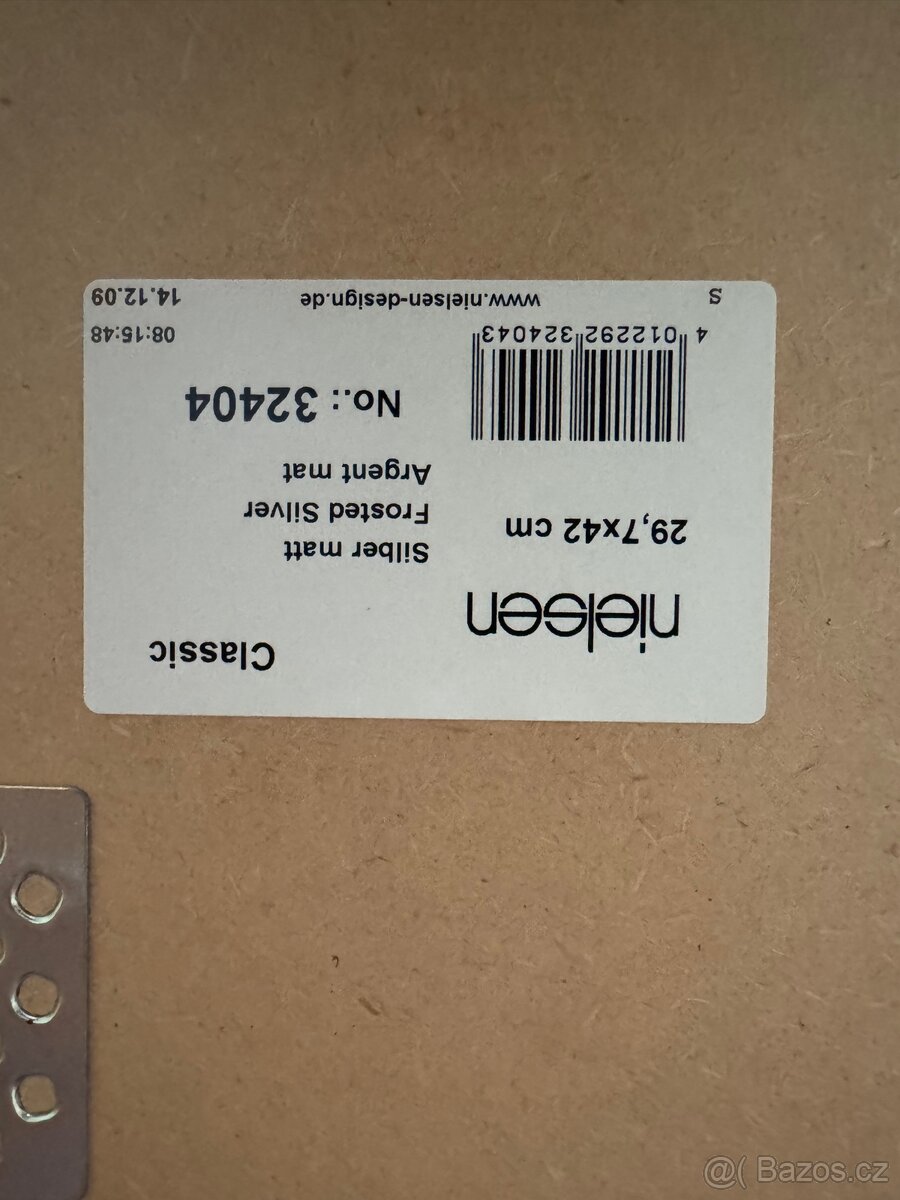 Classic
nielsen
Silber matt
29,7x42 cm
Frosted Silver
Argent mat
No.: 32404
4 012292 324043
08:15:48
S
www.nielsen-design.de
14.12.09
@( Bazos.cz